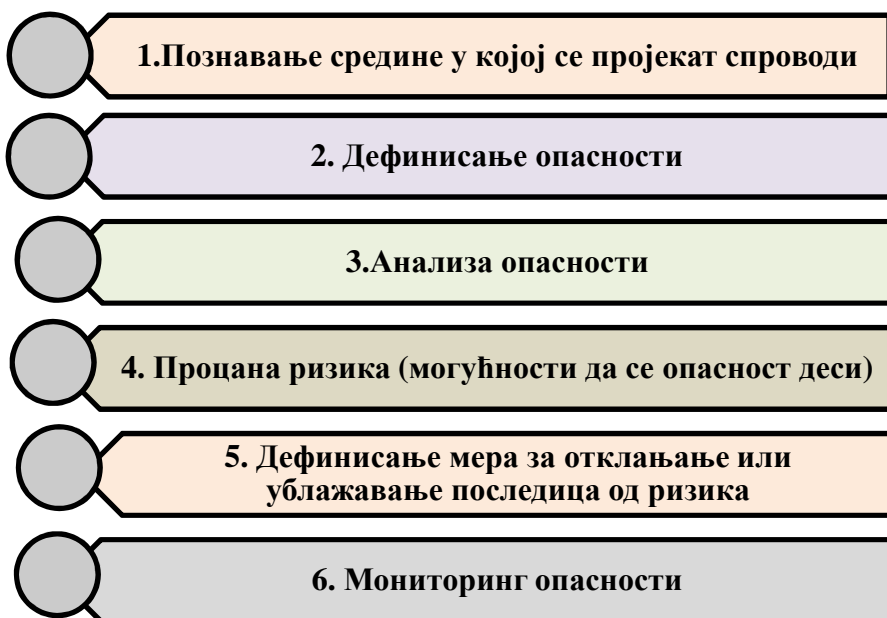 1.Познавање средине у којој се пројекат спроводи
2. Дефинисање опасности
3.Анализа опасности
4. Процана ризика (могућности да се опасност деси)
5. Дефинисање мера за отклањање или
ублажавање последица од ризика
6. Мониторинг опасности